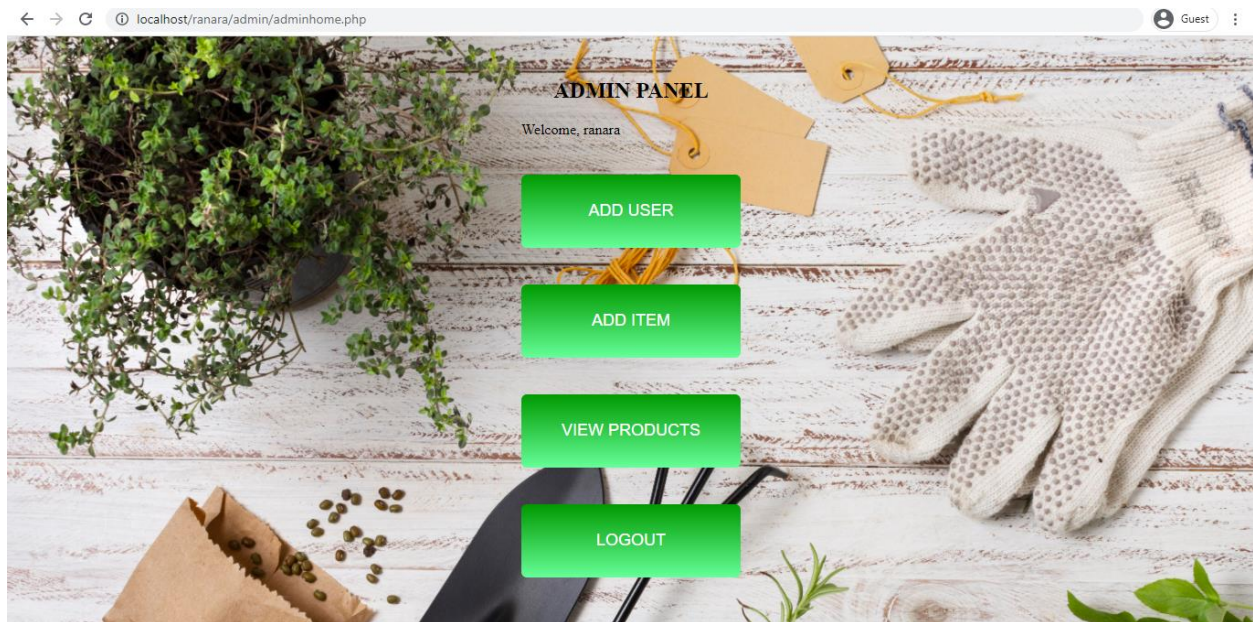 localhost/ranara/admin/adminhome.php
Guest
ADMIN PANEL
Welcome, ranara
ADD USER
ADD ITEM
VIEW PRODUCTS
LOGOUT